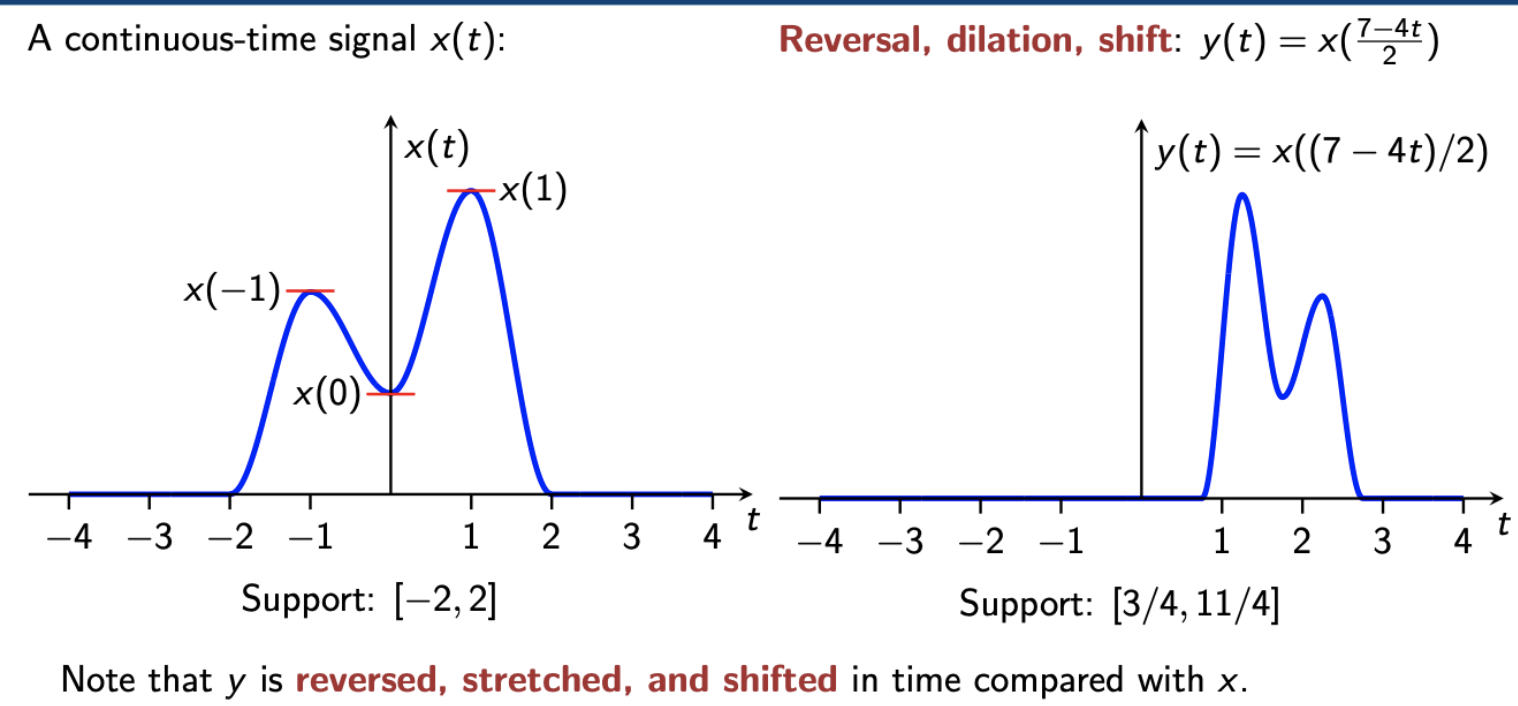 A continuous-time signal x(t):
Reversal, dilation, shift: y(t) = x(\frac{7−4t}{2})
x(t)
x(1)
x(−1)
x(0)
−4 −3 −2 −1 1 2 3 4 t
Support: [−2, 2]
y(t) = x((7 − 4t)/2)
−4 −3 −2 −1 1 2 3 4 t
Support: [3/4, 11/4]
Note that y is reversed, stretched, and shifted in time compared with x.